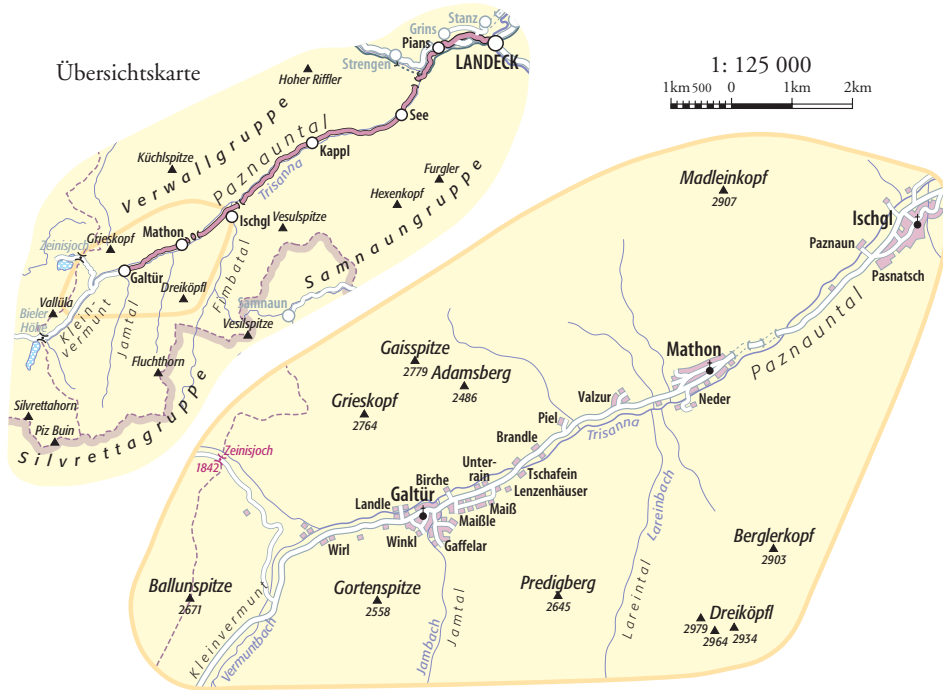 Übersichtskarte
Stanz
Grins
Pians
LANDECK
Strengen
Hoher Riffler
See
Verwallgruppe
Paznauntal
Kappl
Trisanna
Küchlspitze
Furgler
Hexenkopf
Ischgl
Vesulspitze
Samnaungruppe
Mathon
Grieskopf
Zeinisjoch
Galtür
Dreiköpfl
Fimbatal
Samnaun
Vallüla
Bieler
Höhe
Klein
vermunt
Jamtal
Vesilspitze
Fluchthorn
Silvrettahorn
Piz Buin
Silvrettagruppe
1: 125 000
1km 500 0 1km 2km
Madleinkopf
2907
Ischgl
Paznaun
Pasnatsch
Paznauntal
Mathon
Neder
Gaisspitze
2779
Adamsberg
2486
Grieskopf
2764
Valzur
Piel
Trisanna
Brandle
Zeinisjoch
1842
Unter-
rain
Tschafein
Birche
Lenzenhäuser
Galtür
Landle
Maiß
Maißle
Winkl
Gaffelar
Wirl
Lareinbach
Lareintal
Berglerkopf
2903
Ballunspitze
2671
Gortenspitze
2558
Predigberg
2645
Dreiköpfl
2979
2964
2934
Kleinvermunt
Vermuntbach
Jambach
Jamtal